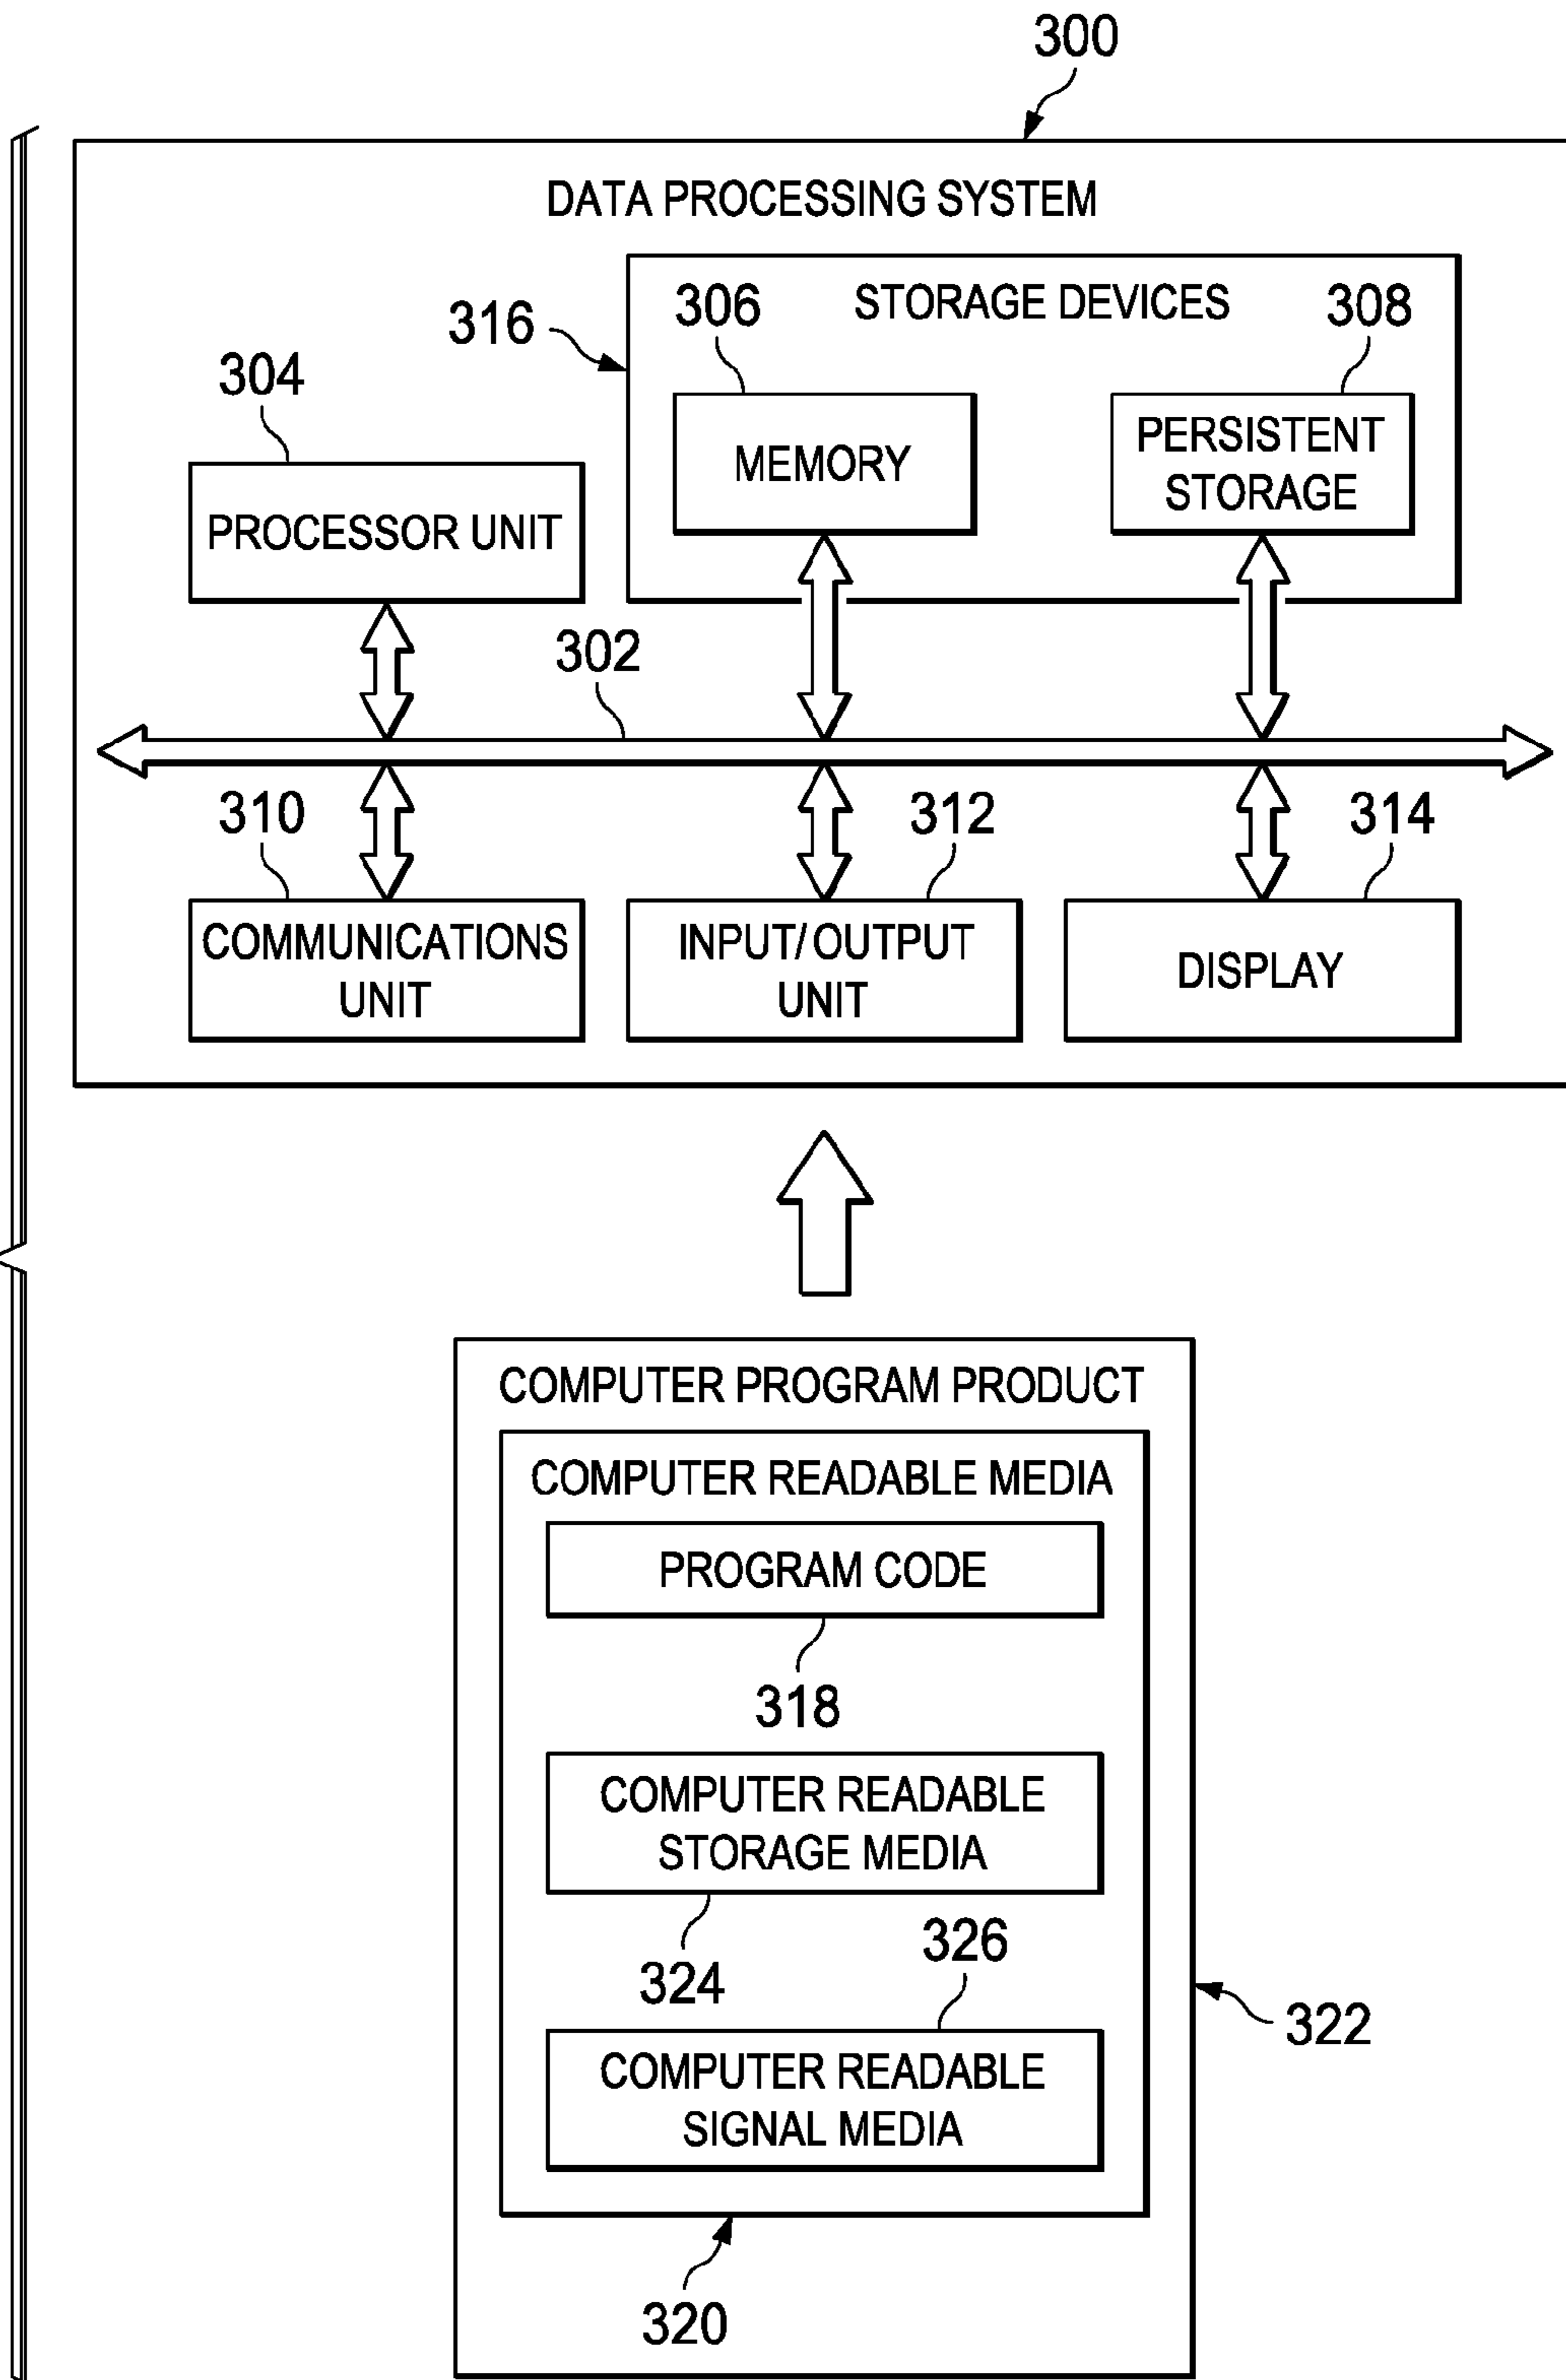 300
DATA PROCESSING SYSTEM
316
306
STORAGE DEVICES
308
304
MEMORY
PERSISTENT
STORAGE
PROCESSOR UNIT
302
310
312
314
COMMUNICATIONS
UNIT
INPUT/OUTPUT
UNIT
DISPLAY
COMPUTER PROGRAM PRODUCT
COMPUTER READABLE MEDIA
PROGRAM CODE
318
COMPUTER READABLE
STORAGE MEDIA
324
326
COMPUTER READABLE
SIGNAL MEDIA
322
320